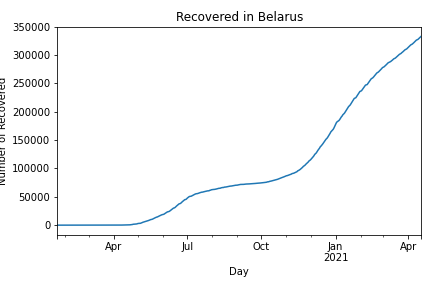 Recovered in Belarus
Number of Recovered
350000
300000
250000
200000
150000
100000
50000
0
Apr
Jul
Oct
Jan
2021
Apr
Day